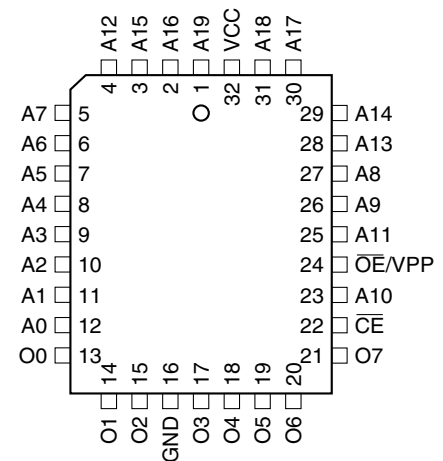 A12 A15 A16 A19 VCC A18 A17
4 3 2 1 32 31 30
A7 5 29 A14
A6 6 28 A13
A5 7 27 A8
A4 8 26 A9
A3 9 25 A11
A2 10 24 O̅E̅/VPP
A1 11 23 A10
A0 12 22 C̅E̅
O0 13 21 O7
14 15 16 17 18 19 20
O1 O2 GND O3 O4 O5 O6